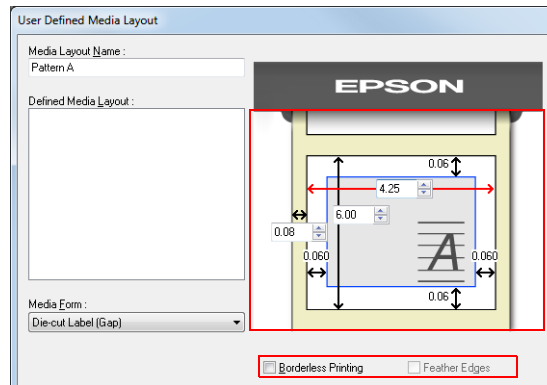 User Defined Media Layout
Media Layout Name :
Pattern A
EPSON
Defined Media Layout :
0.06
4.25
6.00
0.08
A
0.060
0.060
0.06
Media Form :
Die-cut Label (Gap)
Borderless Printing
Feather Edges